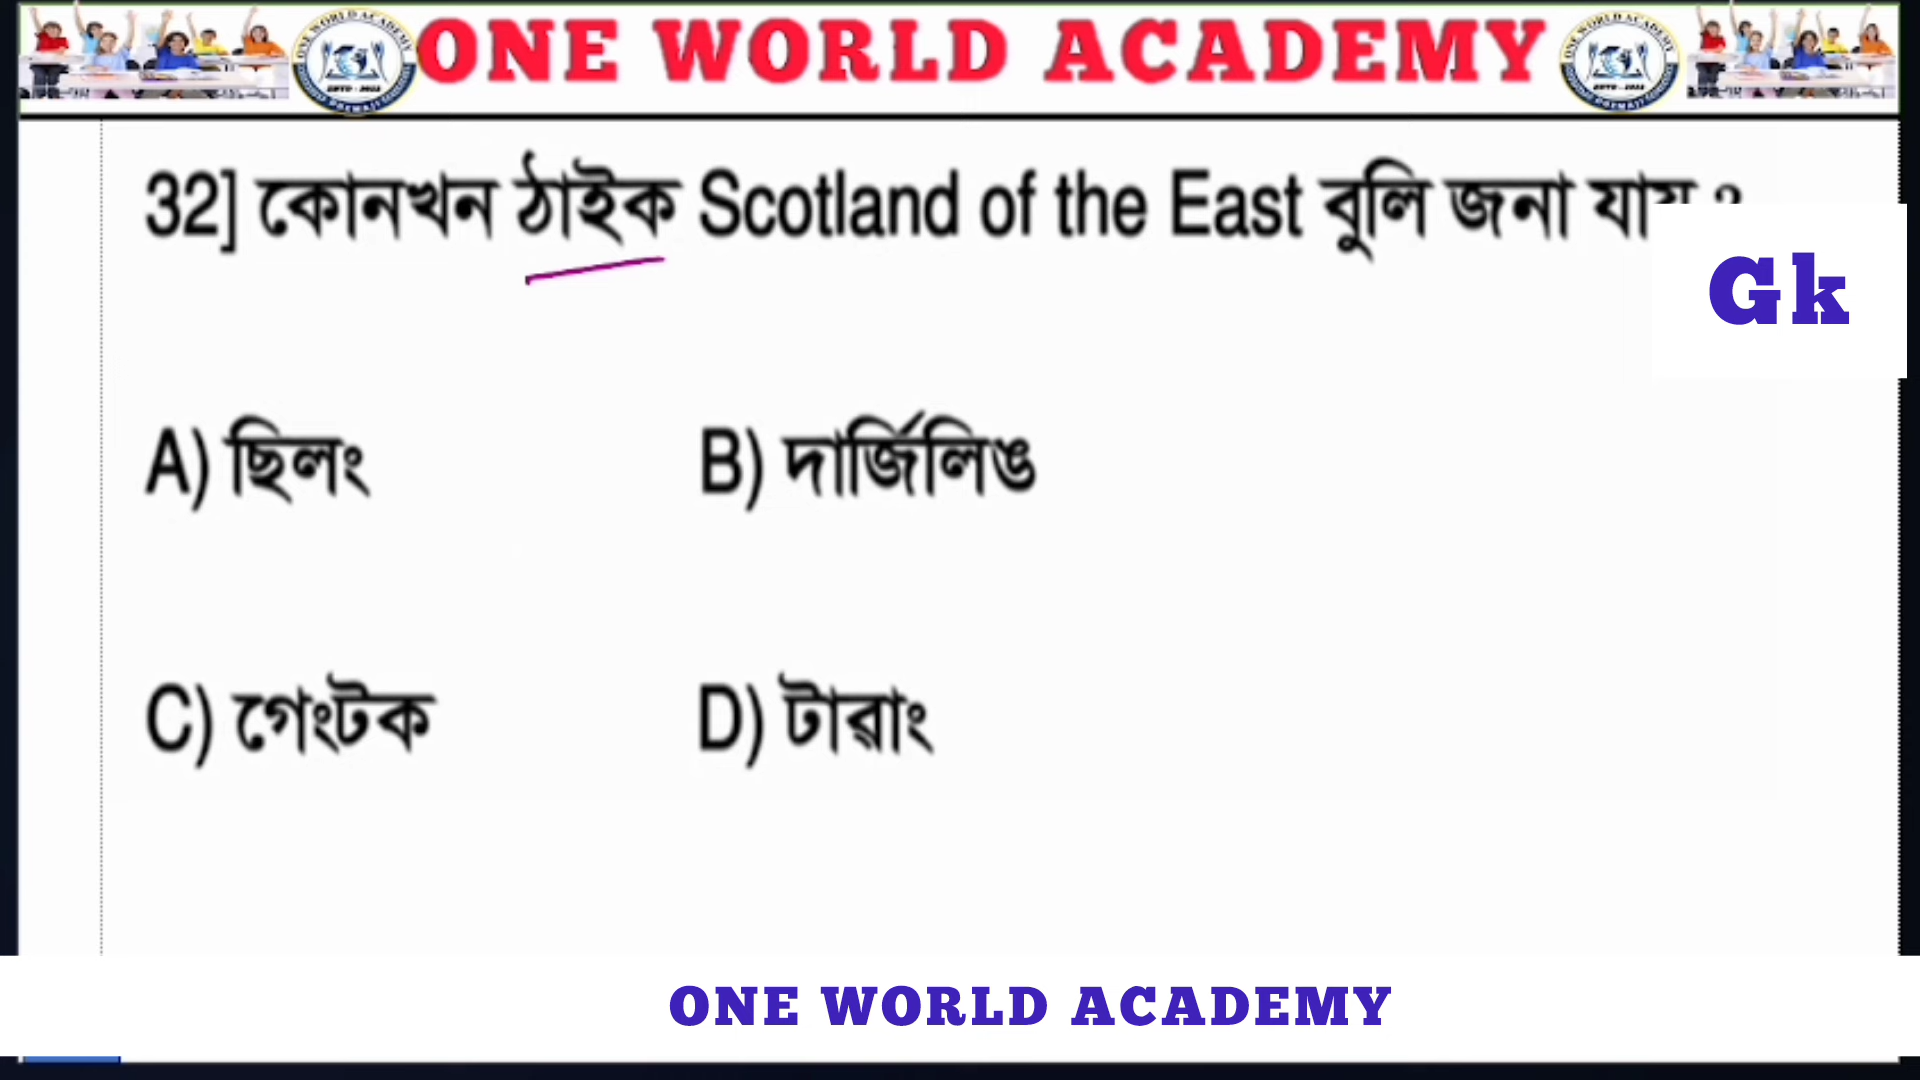 ONE WORLD ACADEMY
32] কোনখন ঠাইক Scotland of the East বুলি জনা যায় ?
Gk
A) ছিলং
B) দাৰ্জিলিঙ
C) গেংটক
D) টাৱাং
ONE WORLD ACADEMY